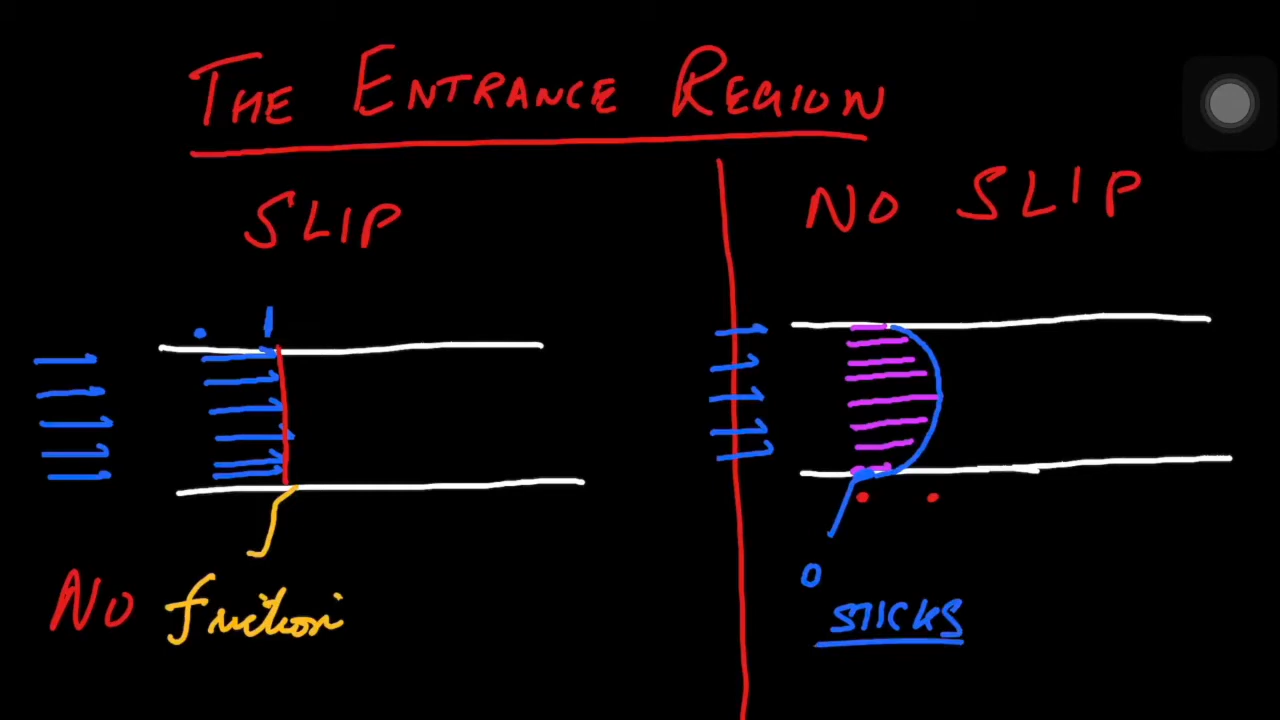 THE ENTRANCE REGION
SLIP
NO SLIP
NO friction
0
STICKS